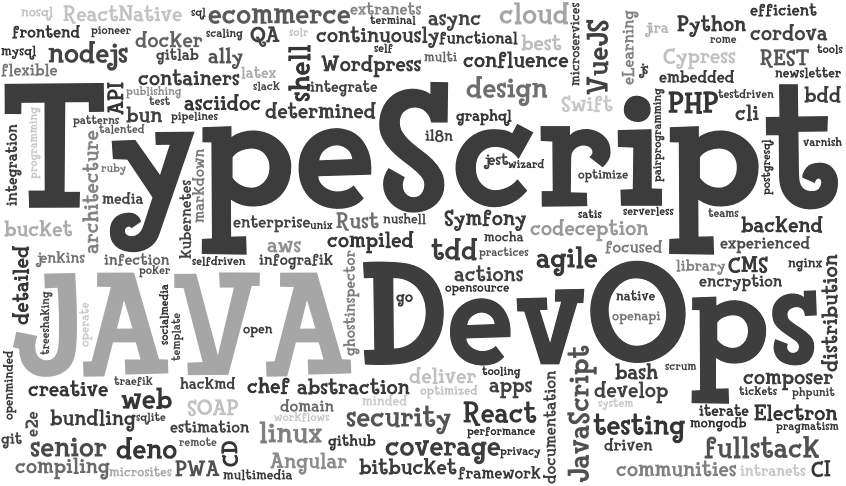 nosql
ReactNative
sql
ecommerce
extranets
terminal
async
cloud
microservices
VueJS
eLearning
jira
Python
efficient
frontend
pioneer
docker
scaling
QA
solr
continuously
functional
best
rome
cordova
mysql
nodejs
gitlab
ally
shell
self
Wordpress
multi
confluence
Cypress
REST
tools
flexible
containers
latex
slack
integrate
design
embedded
newsletter
API
publishing
test
asciidoc
determined
Swift
pairprogramming
PHP
testdriven
bdd
patterns
bun
pipelines
graphql
cli
talented
i18n
varnish
integration
programming
TypeScript
architecture
ruby
markdown
jest
wizard
optimize
postgresql
media
kubernetes
bucket
enterprise
unix
Rust
nushell
Symfony
satis
serverless
teams
backend
codeception
compiled
mocha
experienced
aws
tdd
practices
focused
jenkins
infection
selfdriven
infografik
agile
library
CMS
nginx
detailed
poker
ghostinspector
actions
encryption
distribution
opensource
treeshaking
operate
JAVA
socialmedia
template
open
go
DevOps
native
openapi
openminded
creative
traefik
hacKmd
chef
abstraction
deliver
tooling
apps
documentation
JavaScript
bash
scrum
composer
web
minded
optimized
develop
tickets
phpunit
bundling
sqlite
SOAP
domain
workflows
security
React
system
iterate
Electron
git
e2e
estimation
linux
performance
testing
mongodb
pragmatism
senior
deno
remote
CD
github
coverage
privacy
driven
fullstack
compiling
microsites
PWA
multimedia
Angular
bitbucket
framework
communities
intranets
CI